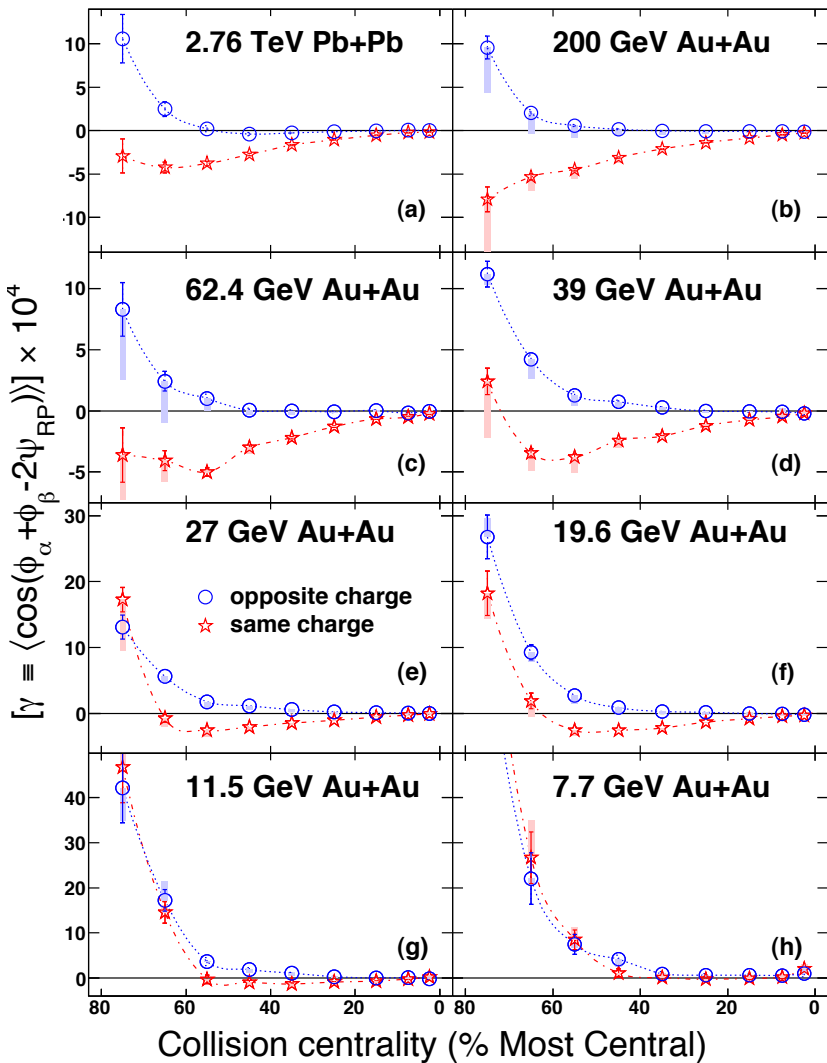 2.76 TeV Pb+Pb
200 GeV Au+Au
10
5
0
-5
-10
(a)
(b)
62.4 GeV Au+Au
39 GeV Au+Au
10
5
0
-5
(c)
(d)
[γ ≡ ⟨cos(ϕα+ϕβ-2ψRP)⟩] × 10⁴
27 GeV Au+Au
19.6 GeV Au+Au
30
20
10
0
opposite charge
same charge
(e)
(f)
11.5 GeV Au+Au
7.7 GeV Au+Au
40
30
20
10
0
(g)
(h)
80 60 40 20 0 80 60 40 20 0
Collision centrality (% Most Central)